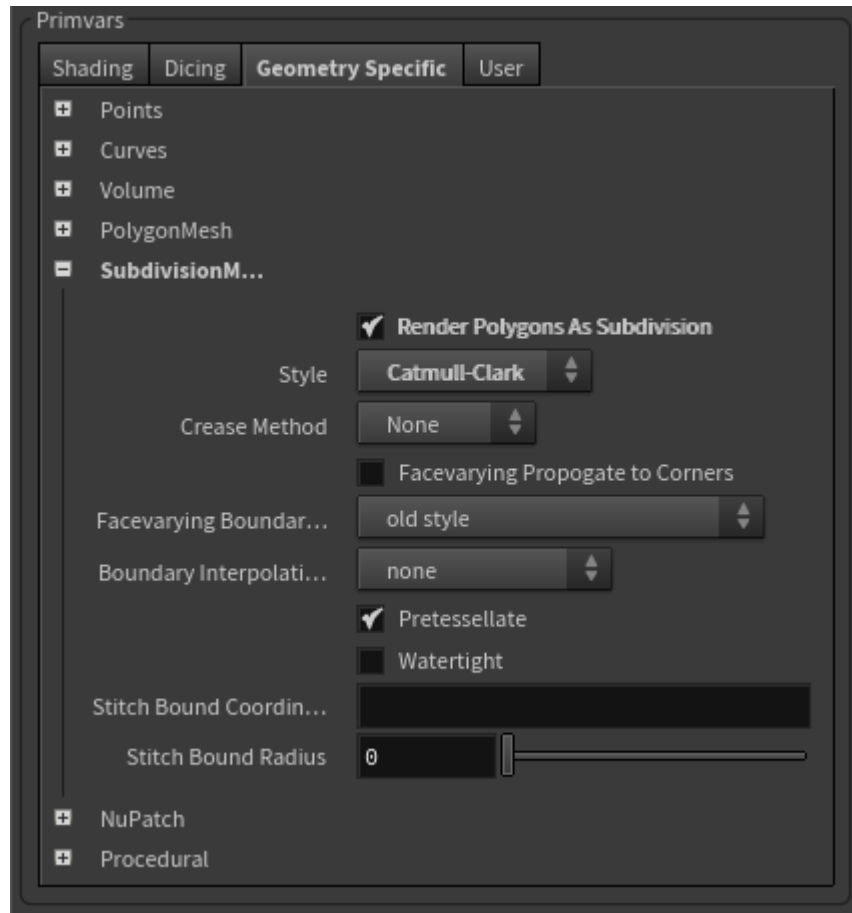 Primvars
Shading Dicing Geometry Specific User
Points
Curves
Volume
PolygonMesh
SubdivisionM...
Render Polygons As Subdivision
Style Catmull-Clark
Crease Method None
Facevarying Propogate to Corners
Facevarying Boundar... old style
Boundary Interpolati... none
Pretessellate
Watertight
Stitch Bound Coordin...
Stitch Bound Radius 0
NuPatch
Procedural